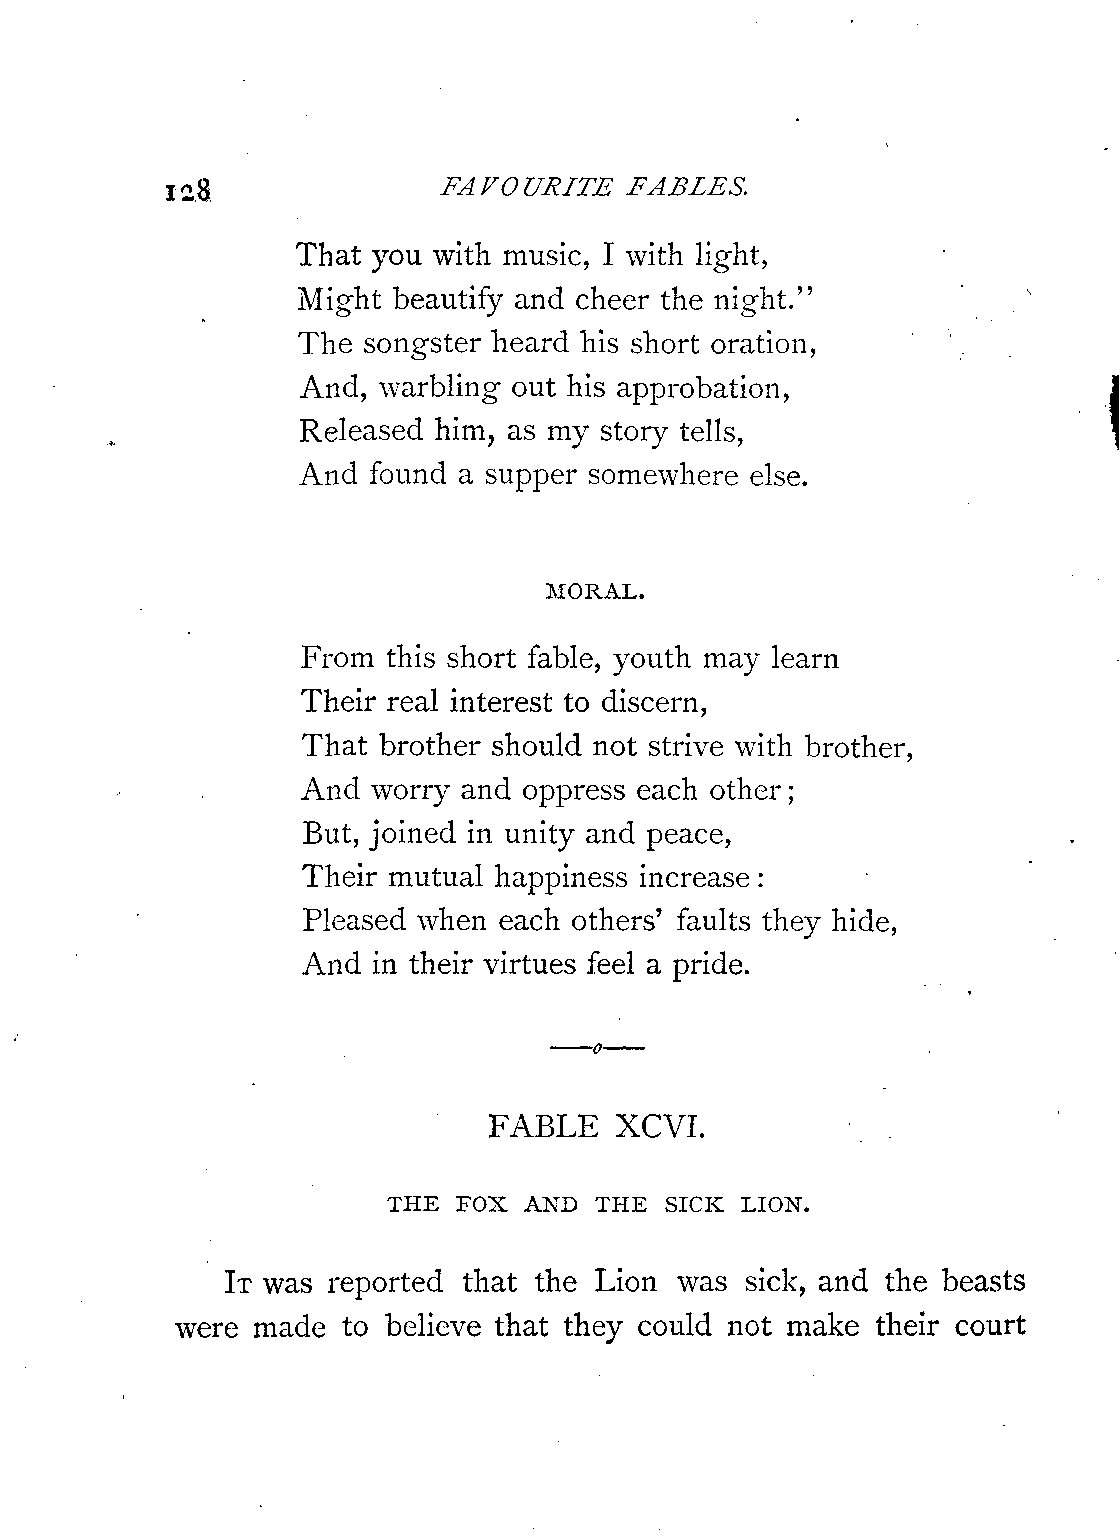 128 FAVOURITE FABLES.
That you with music, I with light,
Might beautify and cheer the night."
The songster heard his short oration,
And, warbling out his approbation,
Released him, as my story tells,
And found a supper somewhere else.
MORAL.
From this short fable, youth may learn
Their real interest to discern,
That brother should not strive with brother,
And worry and oppress each other;
But, joined in unity and peace,
Their mutual happiness increase:
Pleased when each others' faults they hide,
And in their virtues feel a pride.
FABLE XCVI.
THE FOX AND THE SICK LION.
IT was reported that the Lion was sick, and the beasts
were made to believe that they could not make their court